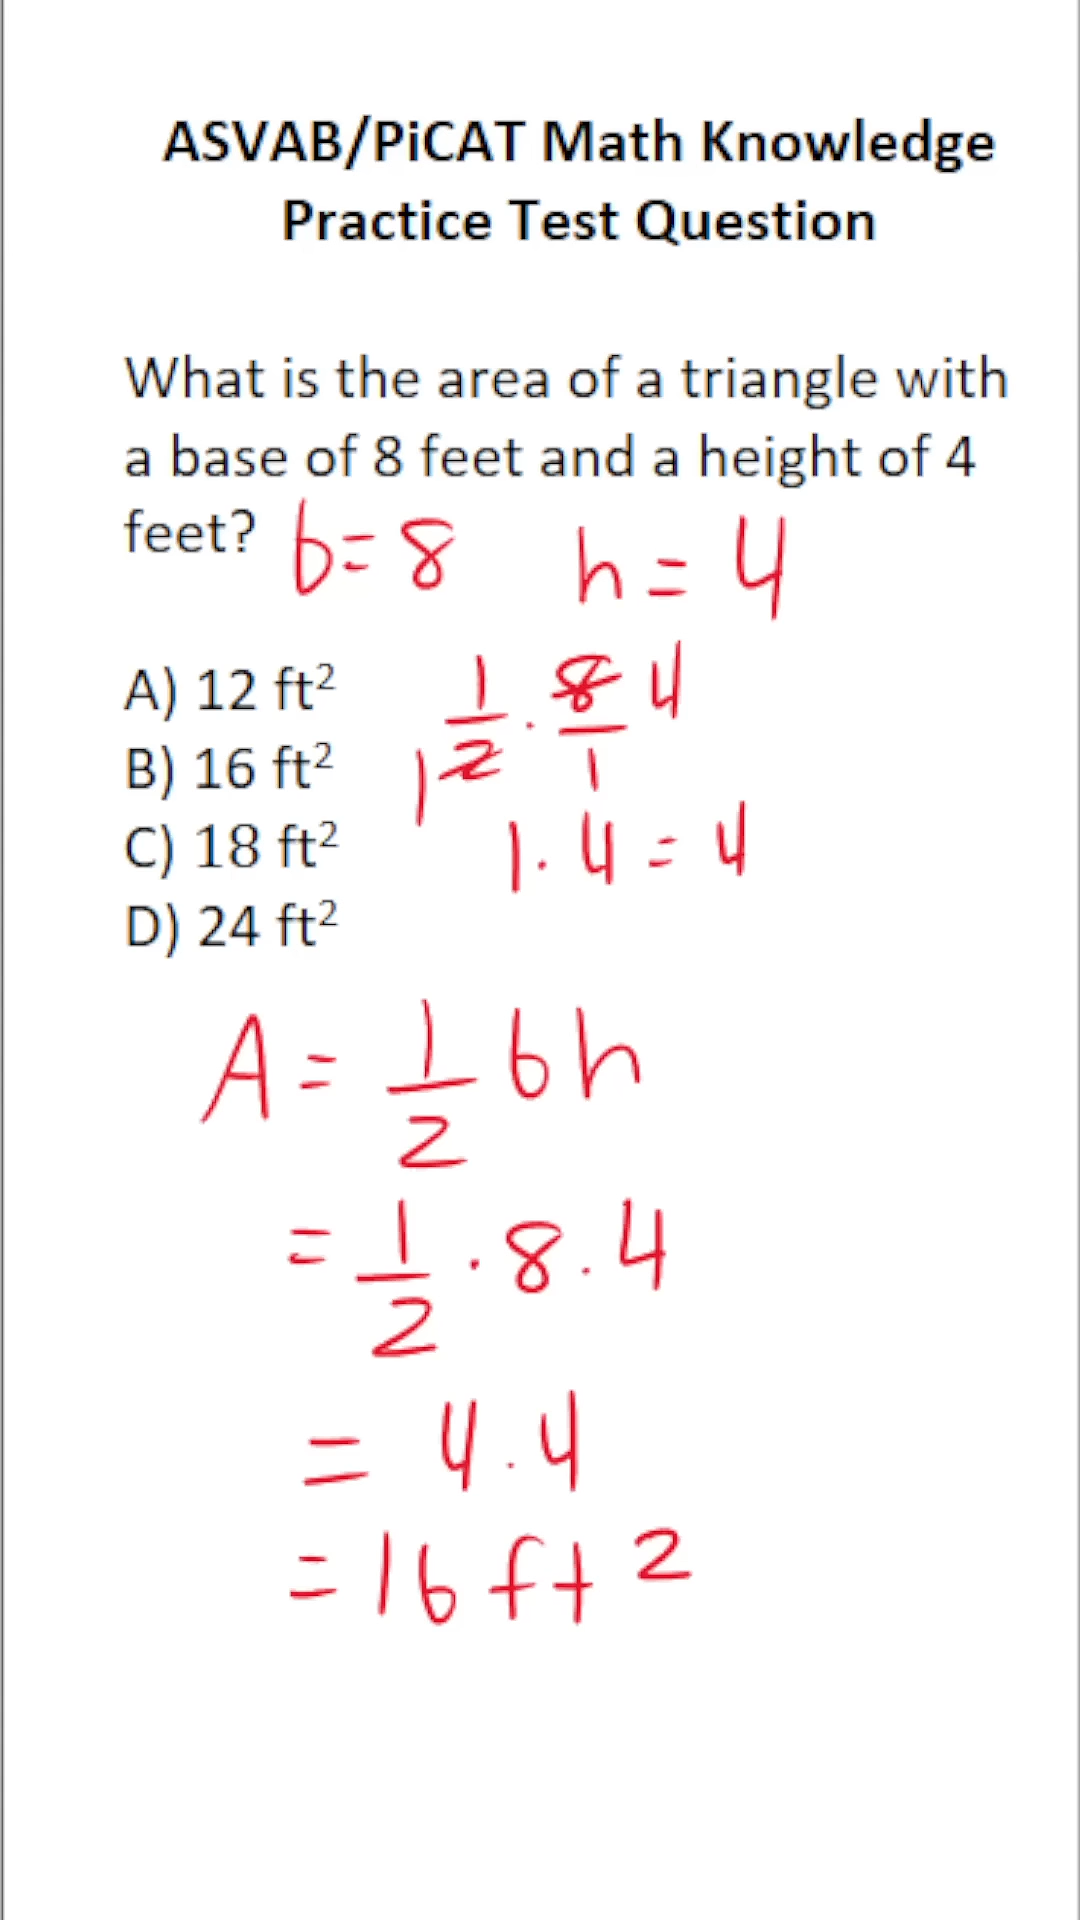 ASVAB/PiCAT Math Knowledge
Practice Test Question
What is the area of a triangle with
a base of 8 feet and a height of 4
feet? b=8 h=4
A) 12 ft²
B) 16 ft²
C) 18 ft²
D) 24 ft²
1/2 · 8/1 4
1
1·4=4
A= 1/2 bh
= 1/2 ·8·4
= 4.4
=16ft²